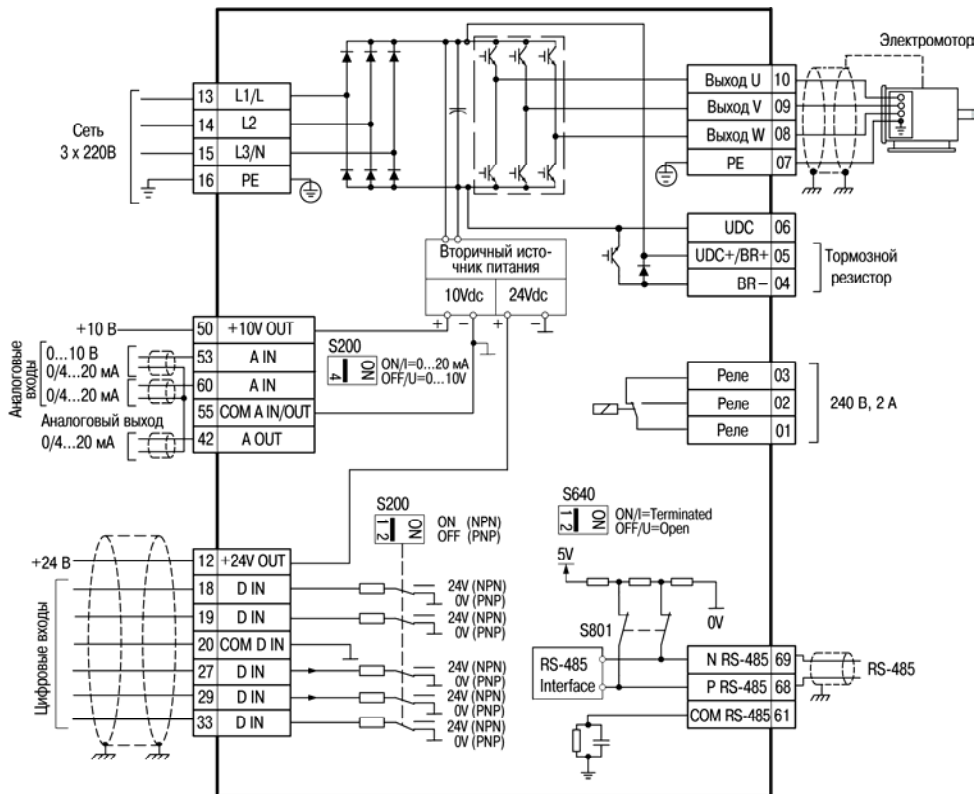 Электромотор
Сеть
3 x 220В
13 L1/L
14 L2
15 L3/N
16 PE
Выход U 10
Выход V 09
Выход W 08
PE 07
UDC 06
UDC+/BR+ 05
BR– 04
Тормозной
резистор
Вторичный исто-
чник питания
10Vdc 24Vdc
+ – + –
+10 В
50 +10V OUT
53 A IN
60 A IN
55 COM A IN/OUT
42 A OUT
Аналоговые
входы
0...10 В
0/4...20 мА
0/4...20 мА
Аналоговый выход
0/4...20 мА
S200
4
ON/I=0...20 мА
OFF/U=0...10V
Реле 03
Реле 02
Реле 01
240 В, 2 А
S200
1 2 ON
ON (NPN)
OFF (PNP)
S640
1 2 ON
ON/I=Terminated
OFF/U=Open
+24 В
Цифровые входы
12 +24V OUT
18 D IN
19 D IN
20 COM D IN
27 D IN
29 D IN
33 D IN
24V (NPN)
0V (PNP)
24V (NPN)
0V (PNP)
24V (NPN)
0V (PNP)
24V (NPN)
0V (PNP)
24V (NPN)
0V (PNP)
5V
0V
S801
RS-485
Interface
N RS-485 69
P RS-485 68
COM RS-485 61
RS-485